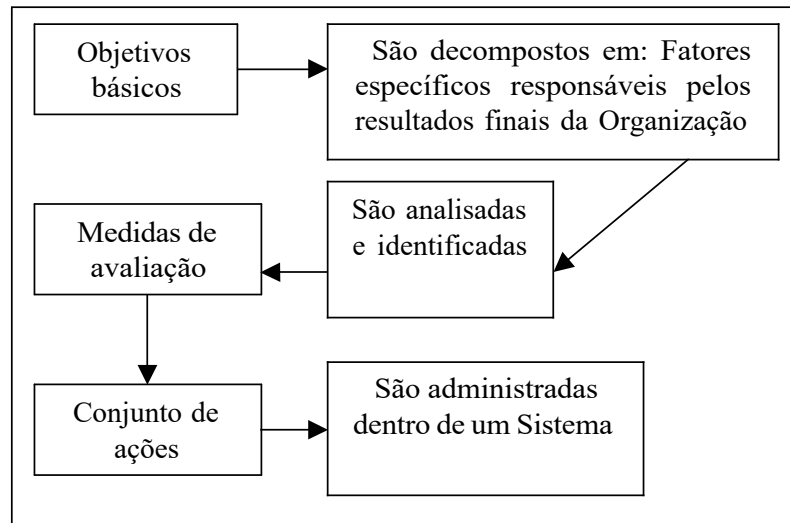 Objetivos
básicos
São decompostos em: Fatores
específicos responsáveis pelos
resultados finais da Organização
São analisadas
e identificadas
Medidas de
avaliação
Conjunto de
ações
São administradas
dentro de um Sistema